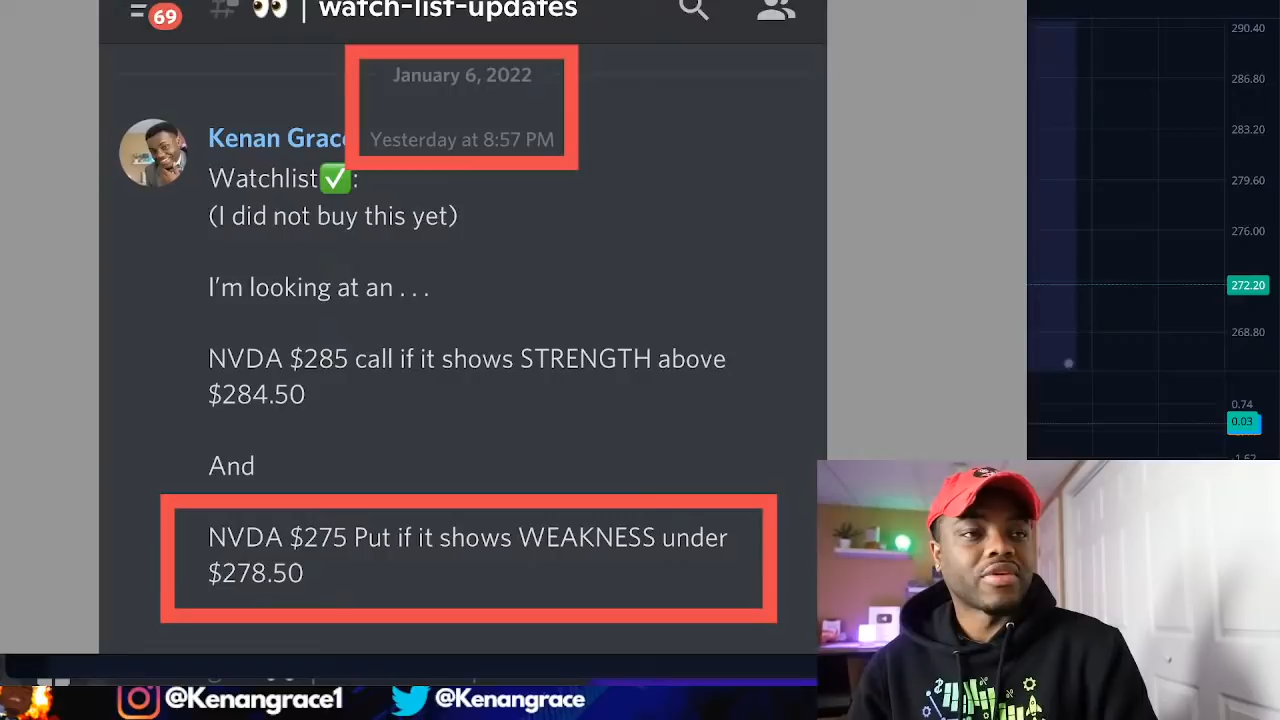 69
watch-list-updates
January 6, 2022
Kenan Grace
Yesterday at 8:57 PM
Watchlist✅:
(I did not buy this yet)
I'm looking at an . . .
NVDA $285 call if it shows STRENGTH above
$284.50
And
NVDA $275 Put if it shows WEAKNESS under
$278.50
290.40
286.80
283.20
279.60
276.00
272.20
268.80
0.74
0.03
@Kenangrace1
@Kenangrace